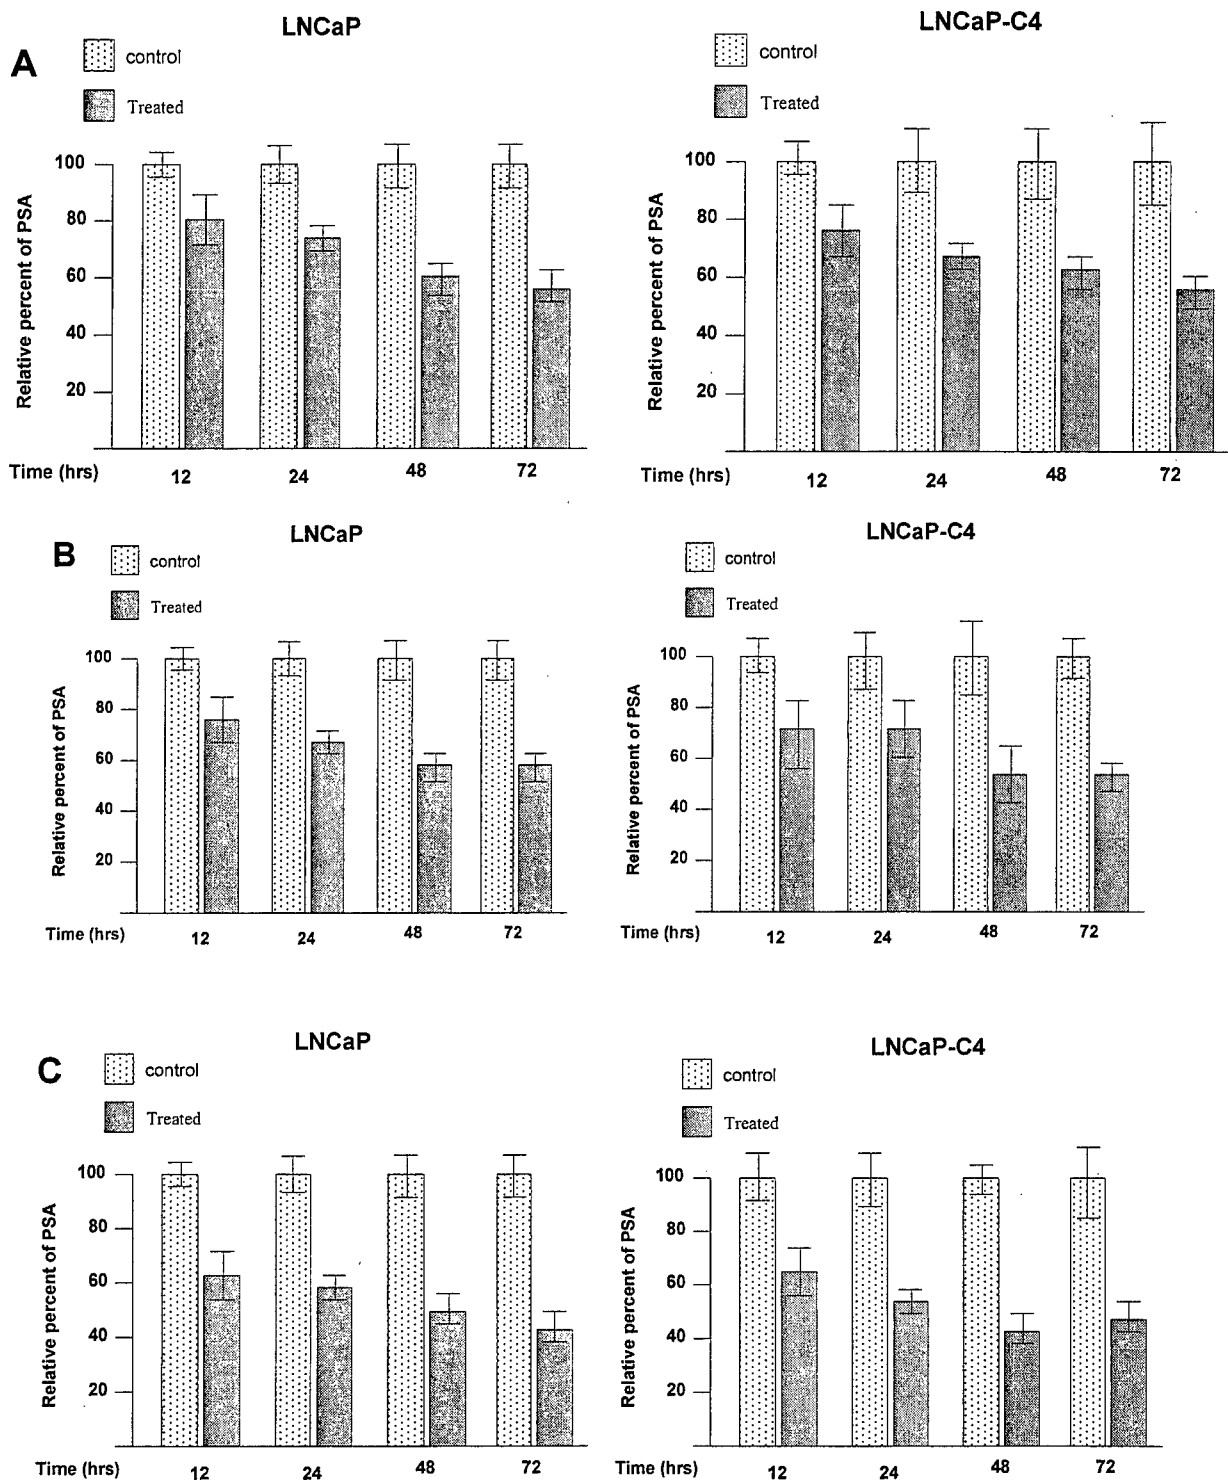 LNCaP
LNCaP-C4
A
control
Treated
control
Treated
Relative percent of PSA
100
80
60
40
20
Time (hrs)
12
24
48
72
Relative percent of PSA
100
80
60
40
20
Time (hrs)
12
24
48
72
B
LNCaP
LNCaP-C4
control
Treated
control
Treated
Relative percent of PSA
100
80
60
40
20
Time (hrs)
12
24
48
72
Relative percent of PSA
100
80
60
40
20
Time (hrs)
12
24
48
72
C
LNCaP
LNCaP-C4
control
Treated
control
Treated
Relative percent of PSA
100
80
60
40
20
Time (hrs)
12
24
48
72
Relative percent of PSA
100
80
60
40
20
Time (hrs)
12
24
48
72